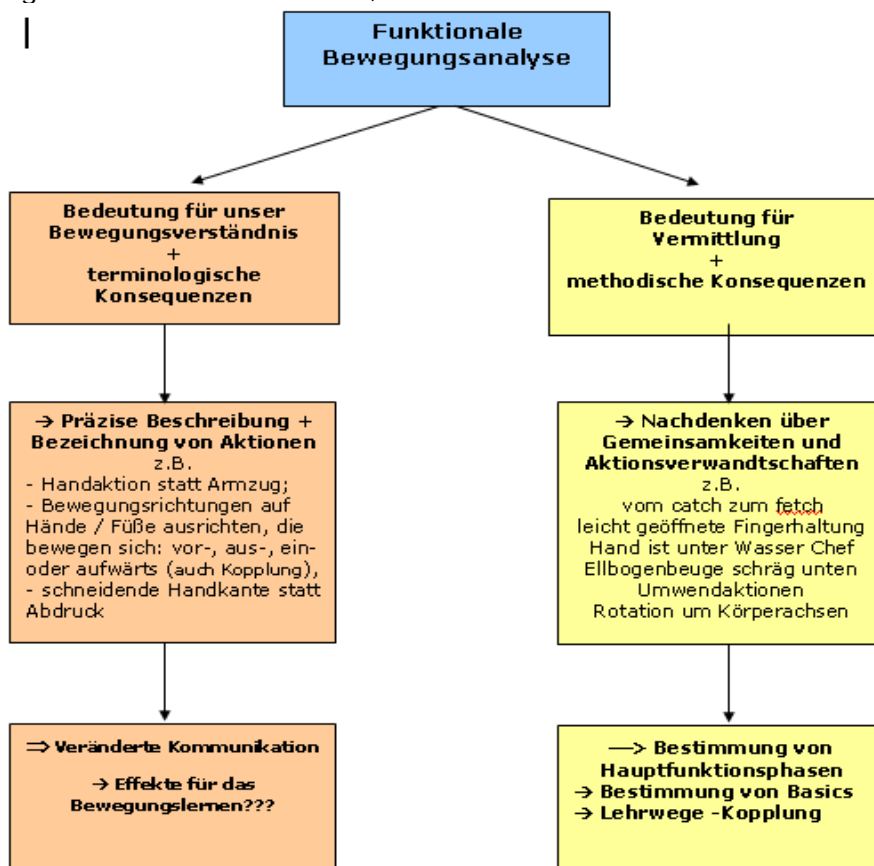 Funktionale
Bewegungsanalyse
Bedeutung für unser
Bewegungsverständnis
+
terminologische
Konsequenzen
→ Präzise Beschreibung +
Bezeichnung von Aktionen
z.B.
- Handaktion statt Armzug;
- Bewegungsrichtungen auf
Hände / Füße ausrichten, die
bewegen sich: vor-, aus-, ein-
oder aufwärts (auch Kopplung),
- schneidende Handkante statt
Abdruck
⇒ Veränderte Kommunikation
→ Effekte für das
Bewegungslernen???
Bedeutung für
Vermittlung
+
methodische Konsequenzen
→ Nachdenken über
Gemeinsamkeiten und
Aktionsverwandtschaften
z.B.
vom catch zum fetch
leicht geöffnete Fingerhaltung
Hand ist unter Wasser Chef
Ellbogenbeuge schräg unten
Umwendaktionen
Rotation um Körperachsen
—> Bestimmung von
Hauptfunktionsphasen
→ Bestimmung von Basics
→ Lehrwege -Kopplung